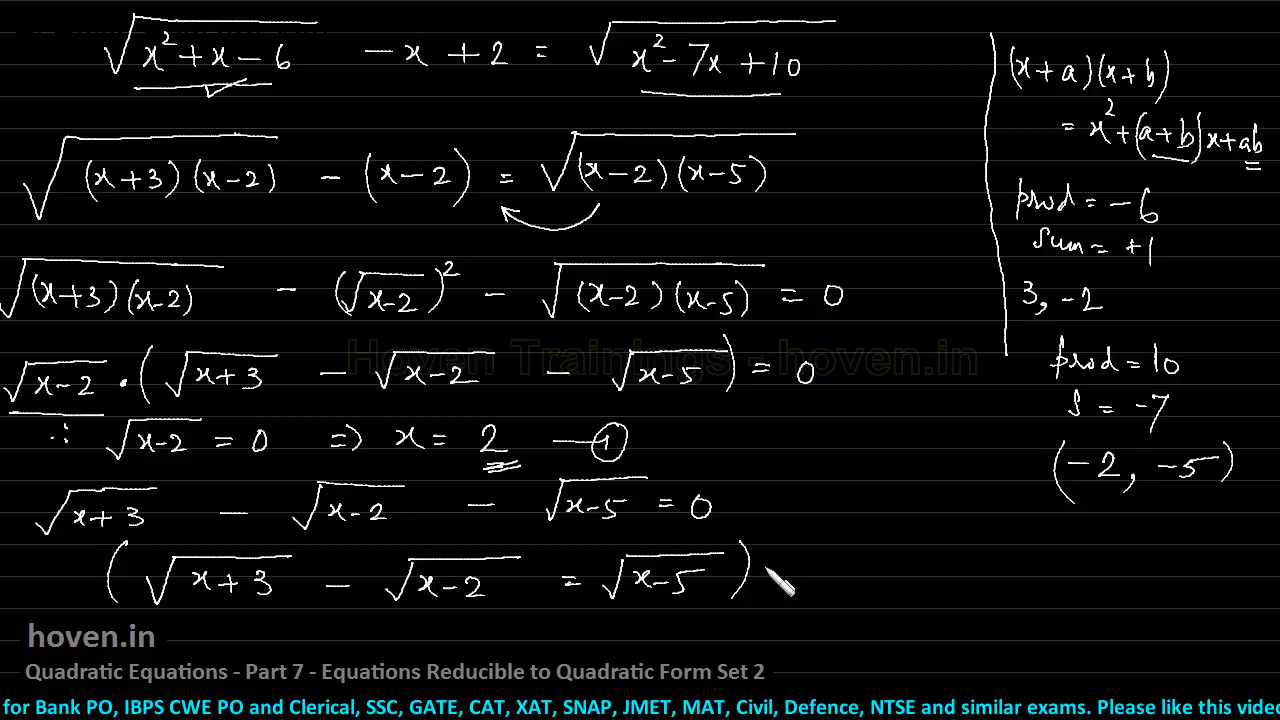 √(x² + x − 6) − x + 2 = √(x² − 7x + 10)
√((x+3)(x−2)) − (x−2) = √((x−2)(x−5))
√((x+3)(x−2)) − (√(x−2))² − √((x−2)(x−5)) = 0
√(x−2) · (√(x+3) − √(x−2) − √(x−5)) = 0
∴ √(x−2) = 0 ⇒ x = 2 —①
√(x+3) − √(x−2) − √(x−5) = 0
(√(x+3) − √(x−2) = √(x−5))
(x+a)(x+b)
= x² + (a+b)x + ab
prod = −6
sum = +1
3, −2
prod = 10
S = −7
(−2, −5)
Hoven Trainings - hoven.in
hoven.in
Quadratic Equations - Part 7 - Equations Reducible to Quadratic Form Set 2
for Bank PO, IBPS CWE PO and Clerical, SSC, GATE, CAT, XAT, SNAP, JMET, MAT, Civil, Defence, NTSE and similar exams. Please like this video